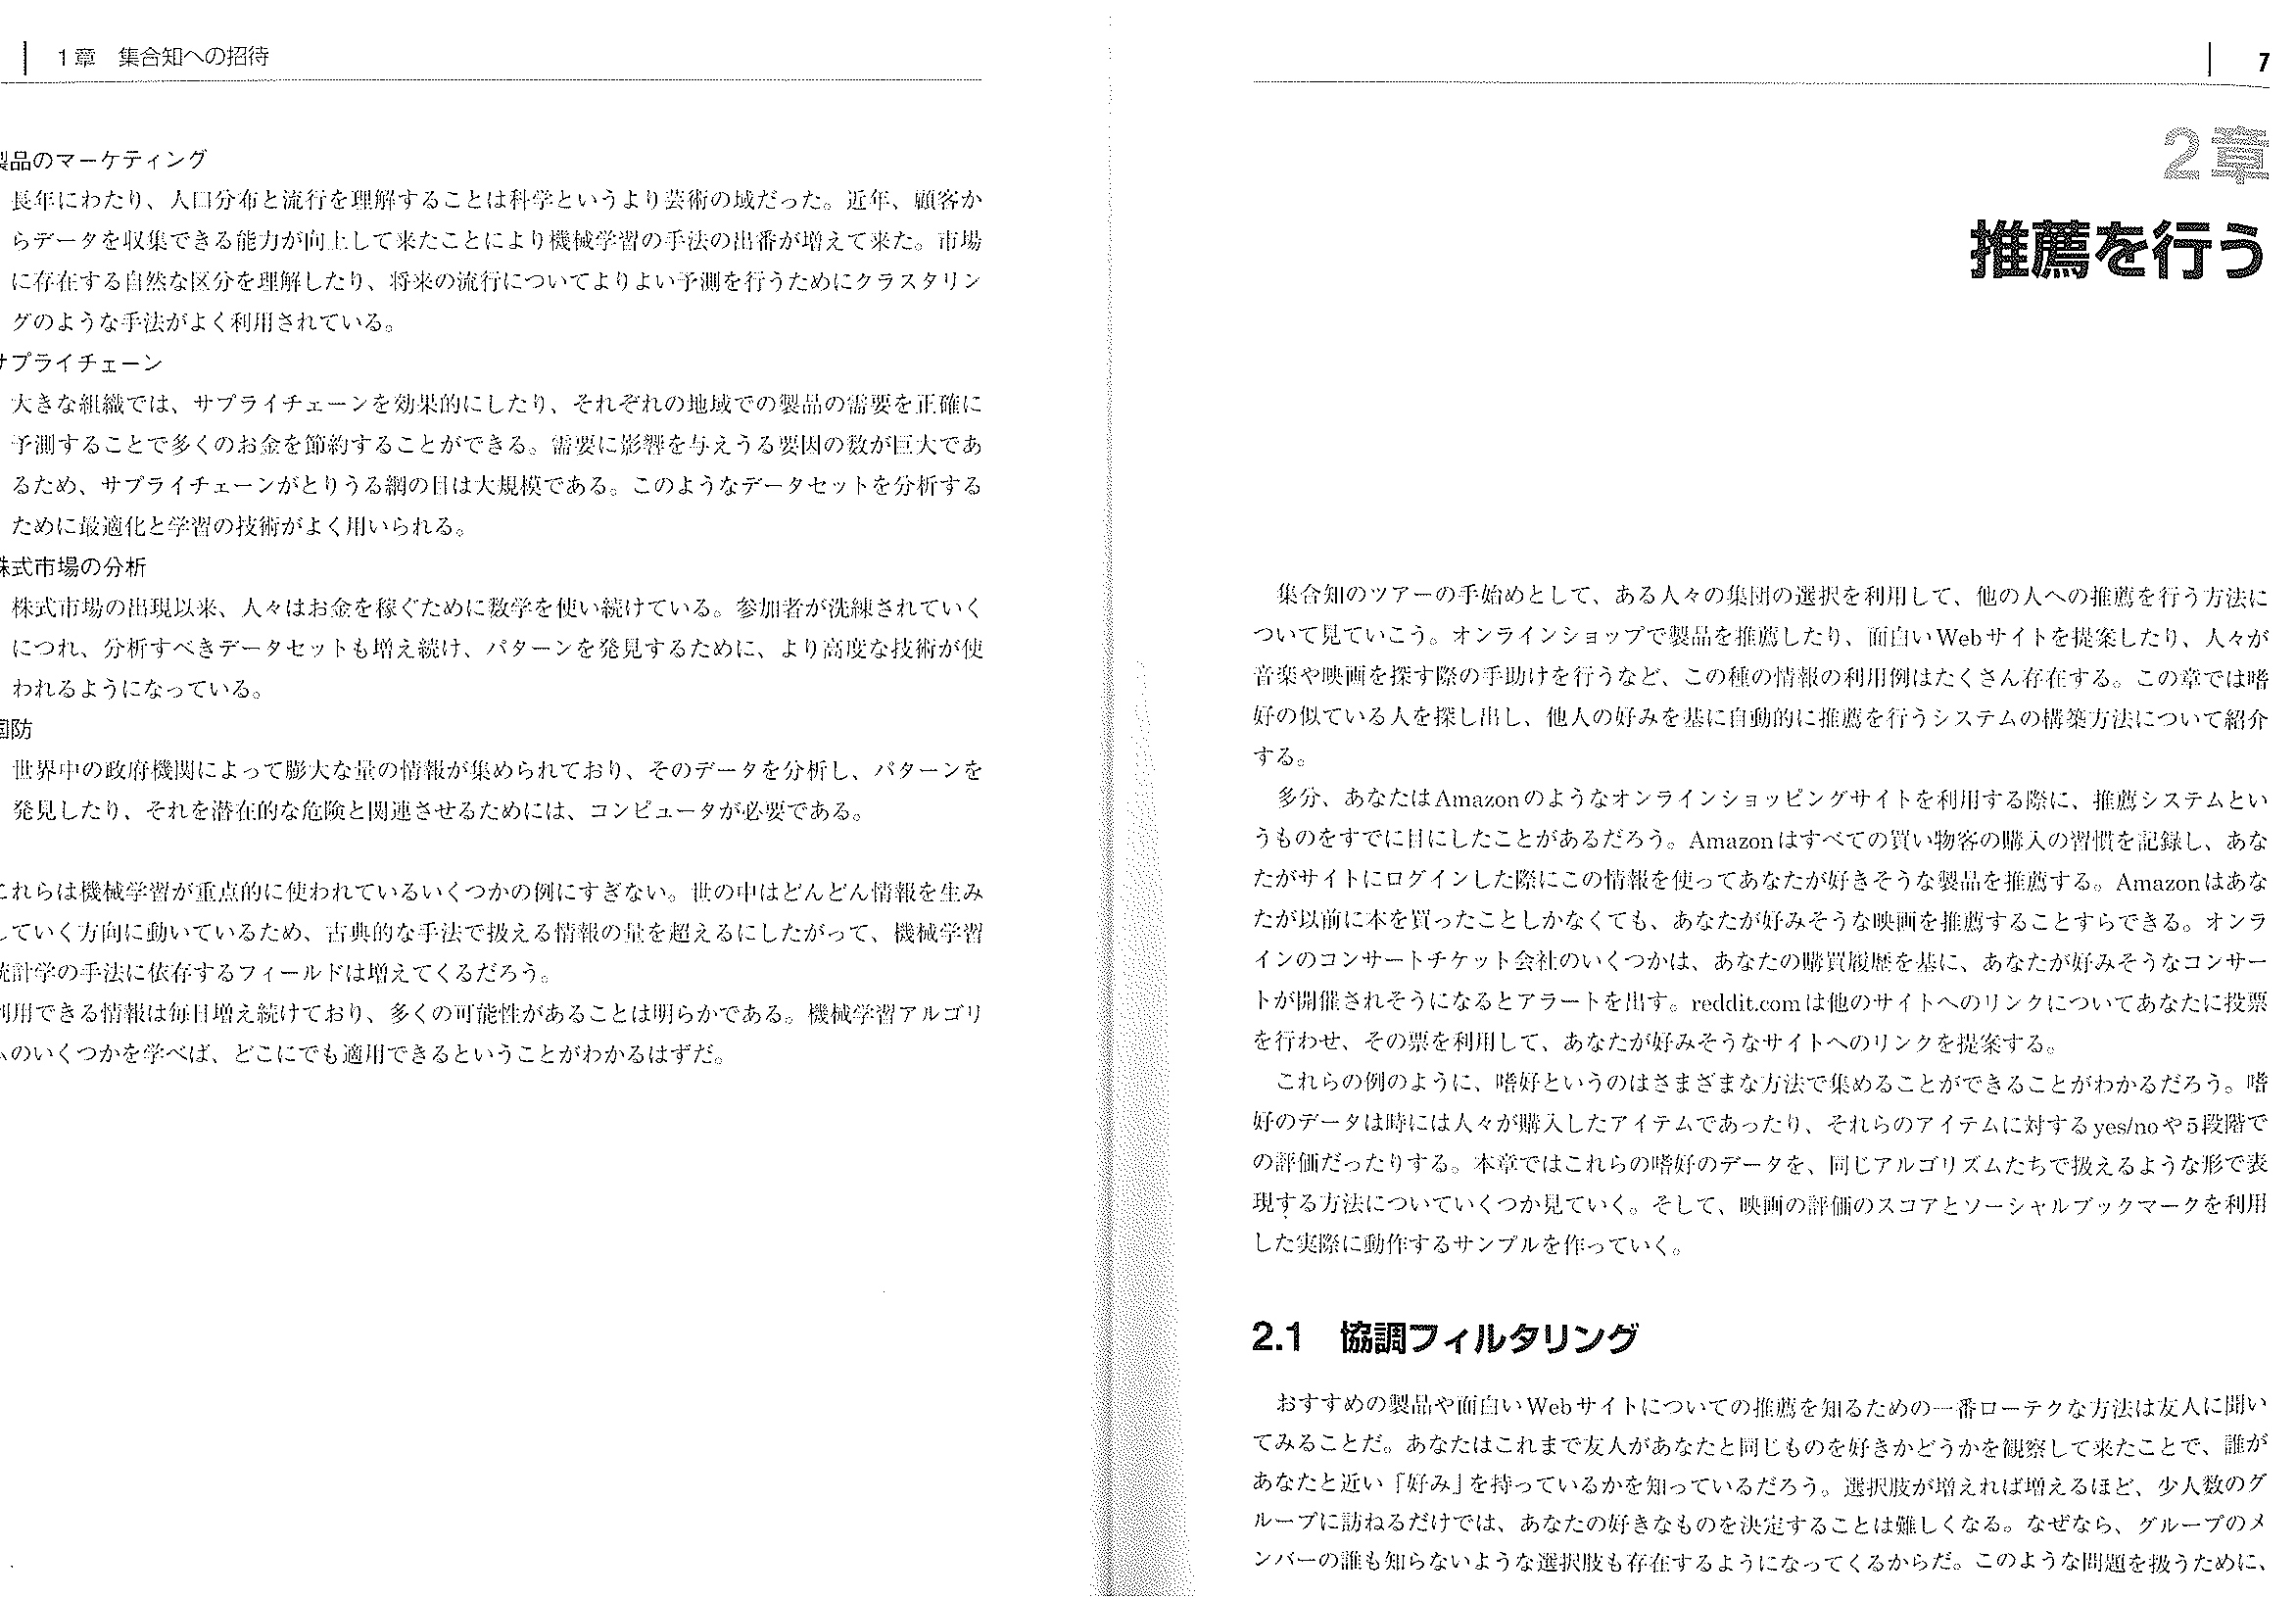 1章 集合知への招待
製品のマーケティング
長年にわたり、人口分布と流行を理解することは科学というより芸術の域だった。近年、顧客か
らデータを収集できる能力が向上して来たことにより機械学習の手法の出番が増えて来た。市場
に存在する自然な区分を理解したり、将来の流行についてよりよい予測を行うためにクラスタリン
グのような手法がよく利用されている。
サプライチェーン
大きな組織では、サプライチェーンを効果的にしたり、それぞれの地域での製品の需要を正確に
予測することで多くのお金を節約することができる。需要に影響を与えうる要因の数が巨大であ
るため、サプライチェーンがとりうる網の目は大規模である。このようなデータセットを分析する
ために最適化と学習の技術がよく用いられる。
株式市場の分析
株式市場の出現以来、人々はお金を稼ぐために数学を使い続けている。参加者が洗練されていく
につれ、分析すべきデータセットも増え続け、パターンを発見するために、より高度な技術が使
われるようになっている。
国防
世界中の政府機関によって膨大な量の情報が集められており、そのデータを分析し、パターンを
発見したり、それを潜在的な危険と関連させるためには、コンピュータが必要である。
これらは機械学習が重点的に使われているいくつかの例にすぎない。世の中はどんどん情報を生み
していく方向に動いているため、古典的な手法で扱える情報の量を超えるにしたがって、機械学習
統計学の手法に依存するフィールドは増えてくるだろう。
利用できる情報は毎日増え続けており、多くの可能性があることは明らかである。機械学習アルゴリ
ムのいくつかを学べば、どこにでも適用できるということがわかるはずだ。
7
2章
推薦を行う
集合知のツアーの手始めとして、ある人々の集団の選択を利用して、他の人への推薦を行う方法に
ついて見ていこう。オンラインショップで製品を推薦したり、面白いWebサイトを提案したり、人々が
音楽や映画を探す際の手助けを行うなど、この種の情報の利用例はたくさん存在する。この章では嗜
好の似ている人を探し出し、他人の好みを基に自動的に推薦を行うシステムの構築方法について紹介
する。
多分、あなたはAmazonのようなオンラインショッピングサイトを利用する際に、推薦システムとい
うものをすでに目にしたことがあるだろう。Amazonはすべての買い物客の購入の習慣を記録し、あな
たがサイトにログインした際にこの情報を使ってあなたが好きそうな製品を推薦する。Amazonはあな
たが以前に本を買ったことしかなくても、あなたが好みそうな映画を推薦することすらできる。オンラ
インのコンサートチケット会社のいくつかは、あなたの購買履歴を基に、あなたが好みそうなコンサー
トが開催されそうになるとアラートを出す。reddit.comは他のサイトへのリンクについてあなたに投票
を行わせ、その票を利用して、あなたが好みそうなサイトへのリンクを提案する。
これらの例のように、嗜好というのはさまざまな方法で集めることができることがわかるだろう。嗜
好のデータは時には人々が購入したアイテムであったり、それらのアイテムに対するyes/noや5段階で
の評価だったりする。本章ではこれらの嗜好のデータを、同じアルゴリズムたちで扱えるような形で表
現する方法についていくつか見ていく。そして、映画の評価のスコアとソーシャルブックマークを利用
した実際に動作するサンプルを作っていく。
2.1 協調フィルタリング
おすすめの製品や面白いWebサイトについての推薦を知るための一番ローテクな方法は友人に聞い
てみることだ。あなたはこれまで友人があなたと同じものを好きかどうかを観察して来たことで、誰が
あなたと近い「好み」を持っているかを知っているだろう。選択肢が増えれば増えるほど、少人数のグ
ループに訪ねるだけでは、あなたの好きなものを決定することは難しくなる。なぜなら、グループのメ
ンバーの誰も知らないような選択肢も存在するようになってくるからだ。このような問題を扱うために、